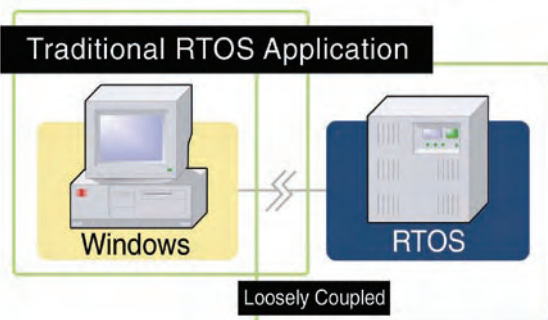 Traditional RTOS Application
Windows
RTOS
Loosely Coupled